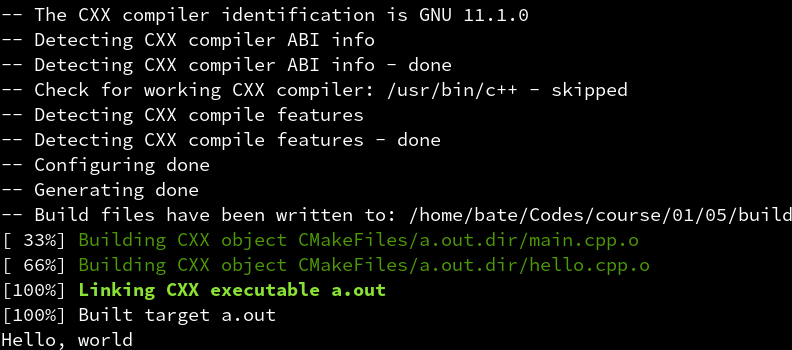 -- The CXX compiler identification is GNU 11.1.0
-- Detecting CXX compiler ABI info
-- Detecting CXX compiler ABI info - done
-- Check for working CXX compiler: /usr/bin/c++ - skipped
-- Detecting CXX compile features
-- Detecting CXX compile features - done
-- Configuring done
-- Generating done
-- Build files have been written to: /home/bate/Codes/course/01/05/build
[ 33%] Building CXX object CMakeFiles/a.out.dir/main.cpp.o
[ 66%] Building CXX object CMakeFiles/a.out.dir/hello.cpp.o
[100%] Linking CXX executable a.out
[100%] Built target a.out
Hello, world